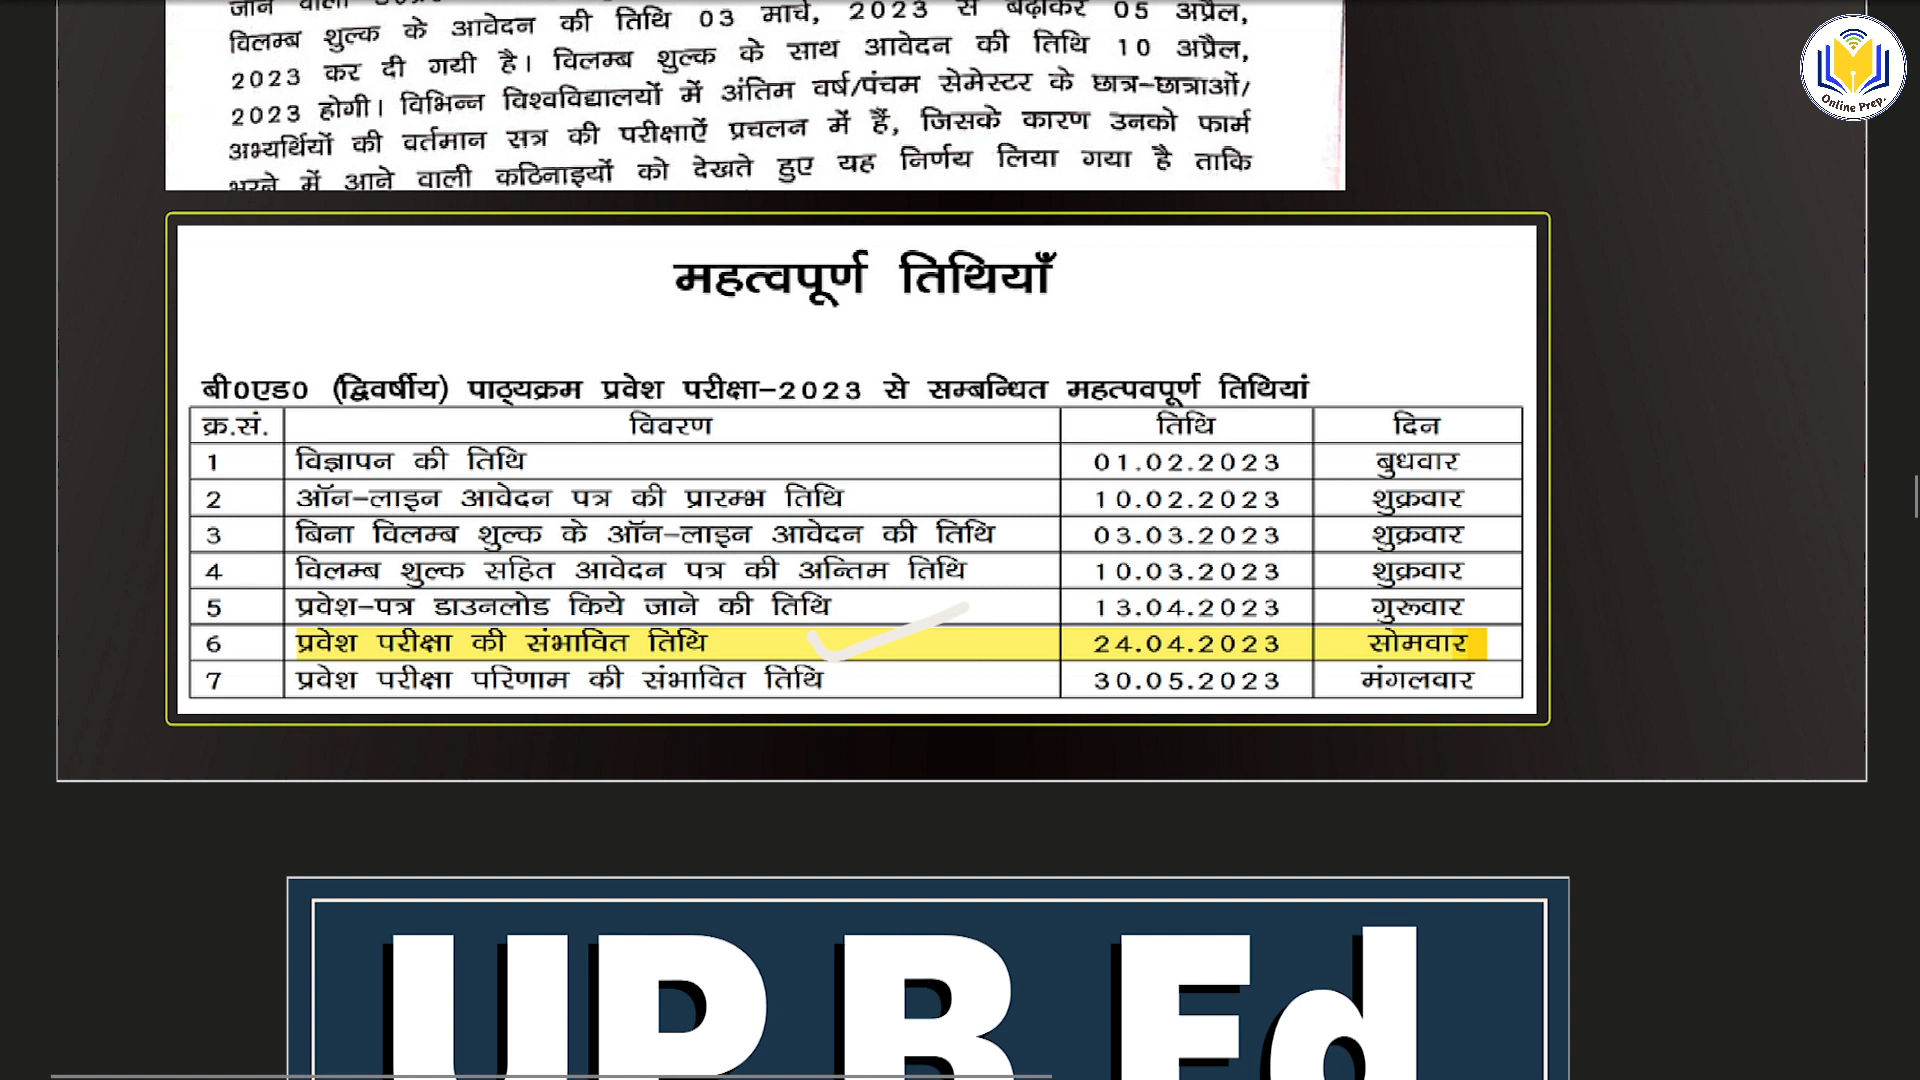 जाने वाली
विलम्ब शुल्क के आवेदन की तिथि 03 मार्च, 2023 से बढ़ाकर 05 अप्रैल,
2023 कर दी गयी है। विलम्ब शुल्क के साथ आवेदन की तिथि 10 अप्रैल,
2023 होगी। विभिन्न विश्वविद्यालयों में अंतिम वर्ष/पंचम सेमेस्टर के छात्र-छात्राओं/
अभ्यर्थियों की वर्तमान सत्र की परीक्षाऐं प्रचलन में हैं, जिसके कारण उनको फार्म
भरने में आने वाली कठिनाइयों को देखते हुए यह निर्णय लिया गया है ताकि
Online Prep.
महत्वपूर्ण तिथियाँ
बी0एड0 (द्विवर्षीय) पाठ्यक्रम प्रवेश परीक्षा-2023 से सम्बन्धित महत्पवपूर्ण तिथियां
क्र.सं. विवरण तिथि दिन
1 विज्ञापन की तिथि 01.02.2023 बुधवार
2 ऑन-लाइन आवेदन पत्र की प्रारम्भ तिथि 10.02.2023 शुक्रवार
3 बिना विलम्ब शुल्क के ऑन-लाइन आवेदन की तिथि 03.03.2023 शुक्रवार
4 विलम्ब शुल्क सहित आवेदन पत्र की अन्तिम तिथि 10.03.2023 शुक्रवार
5 प्रवेश-पत्र डाउनलोड किये जाने की तिथि 13.04.2023 गुरूवार
6 प्रवेश परीक्षा की संभावित तिथि 24.04.2023 सोमवार
7 प्रवेश परीक्षा परिणाम की संभावित तिथि 30.05.2023 मंगलवार
UP B.Ed